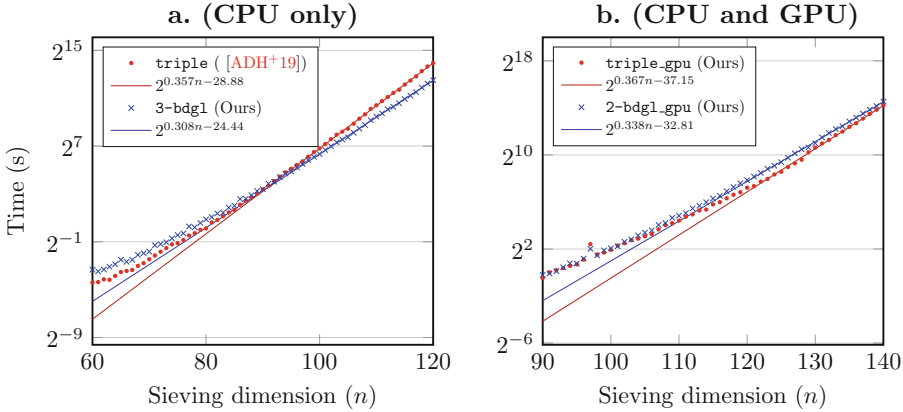 a. (CPU only)
b. (CPU and GPU)
Time (s)
2^15
2^7
2^−1
2^−9
triple ( [ADH+19])
2^0.357n−28.88
3-bdgl (Ours)
2^0.308n−24.44
60
80
100
120
Sieving dimension (n)
2^18
2^10
2^2
2^−6
triple_gpu (Ours)
2^0.367n−37.15
2-bdgl_gpu (Ours)
2^0.338n−32.81
90
100
110
120
130
140
Sieving dimension (n)